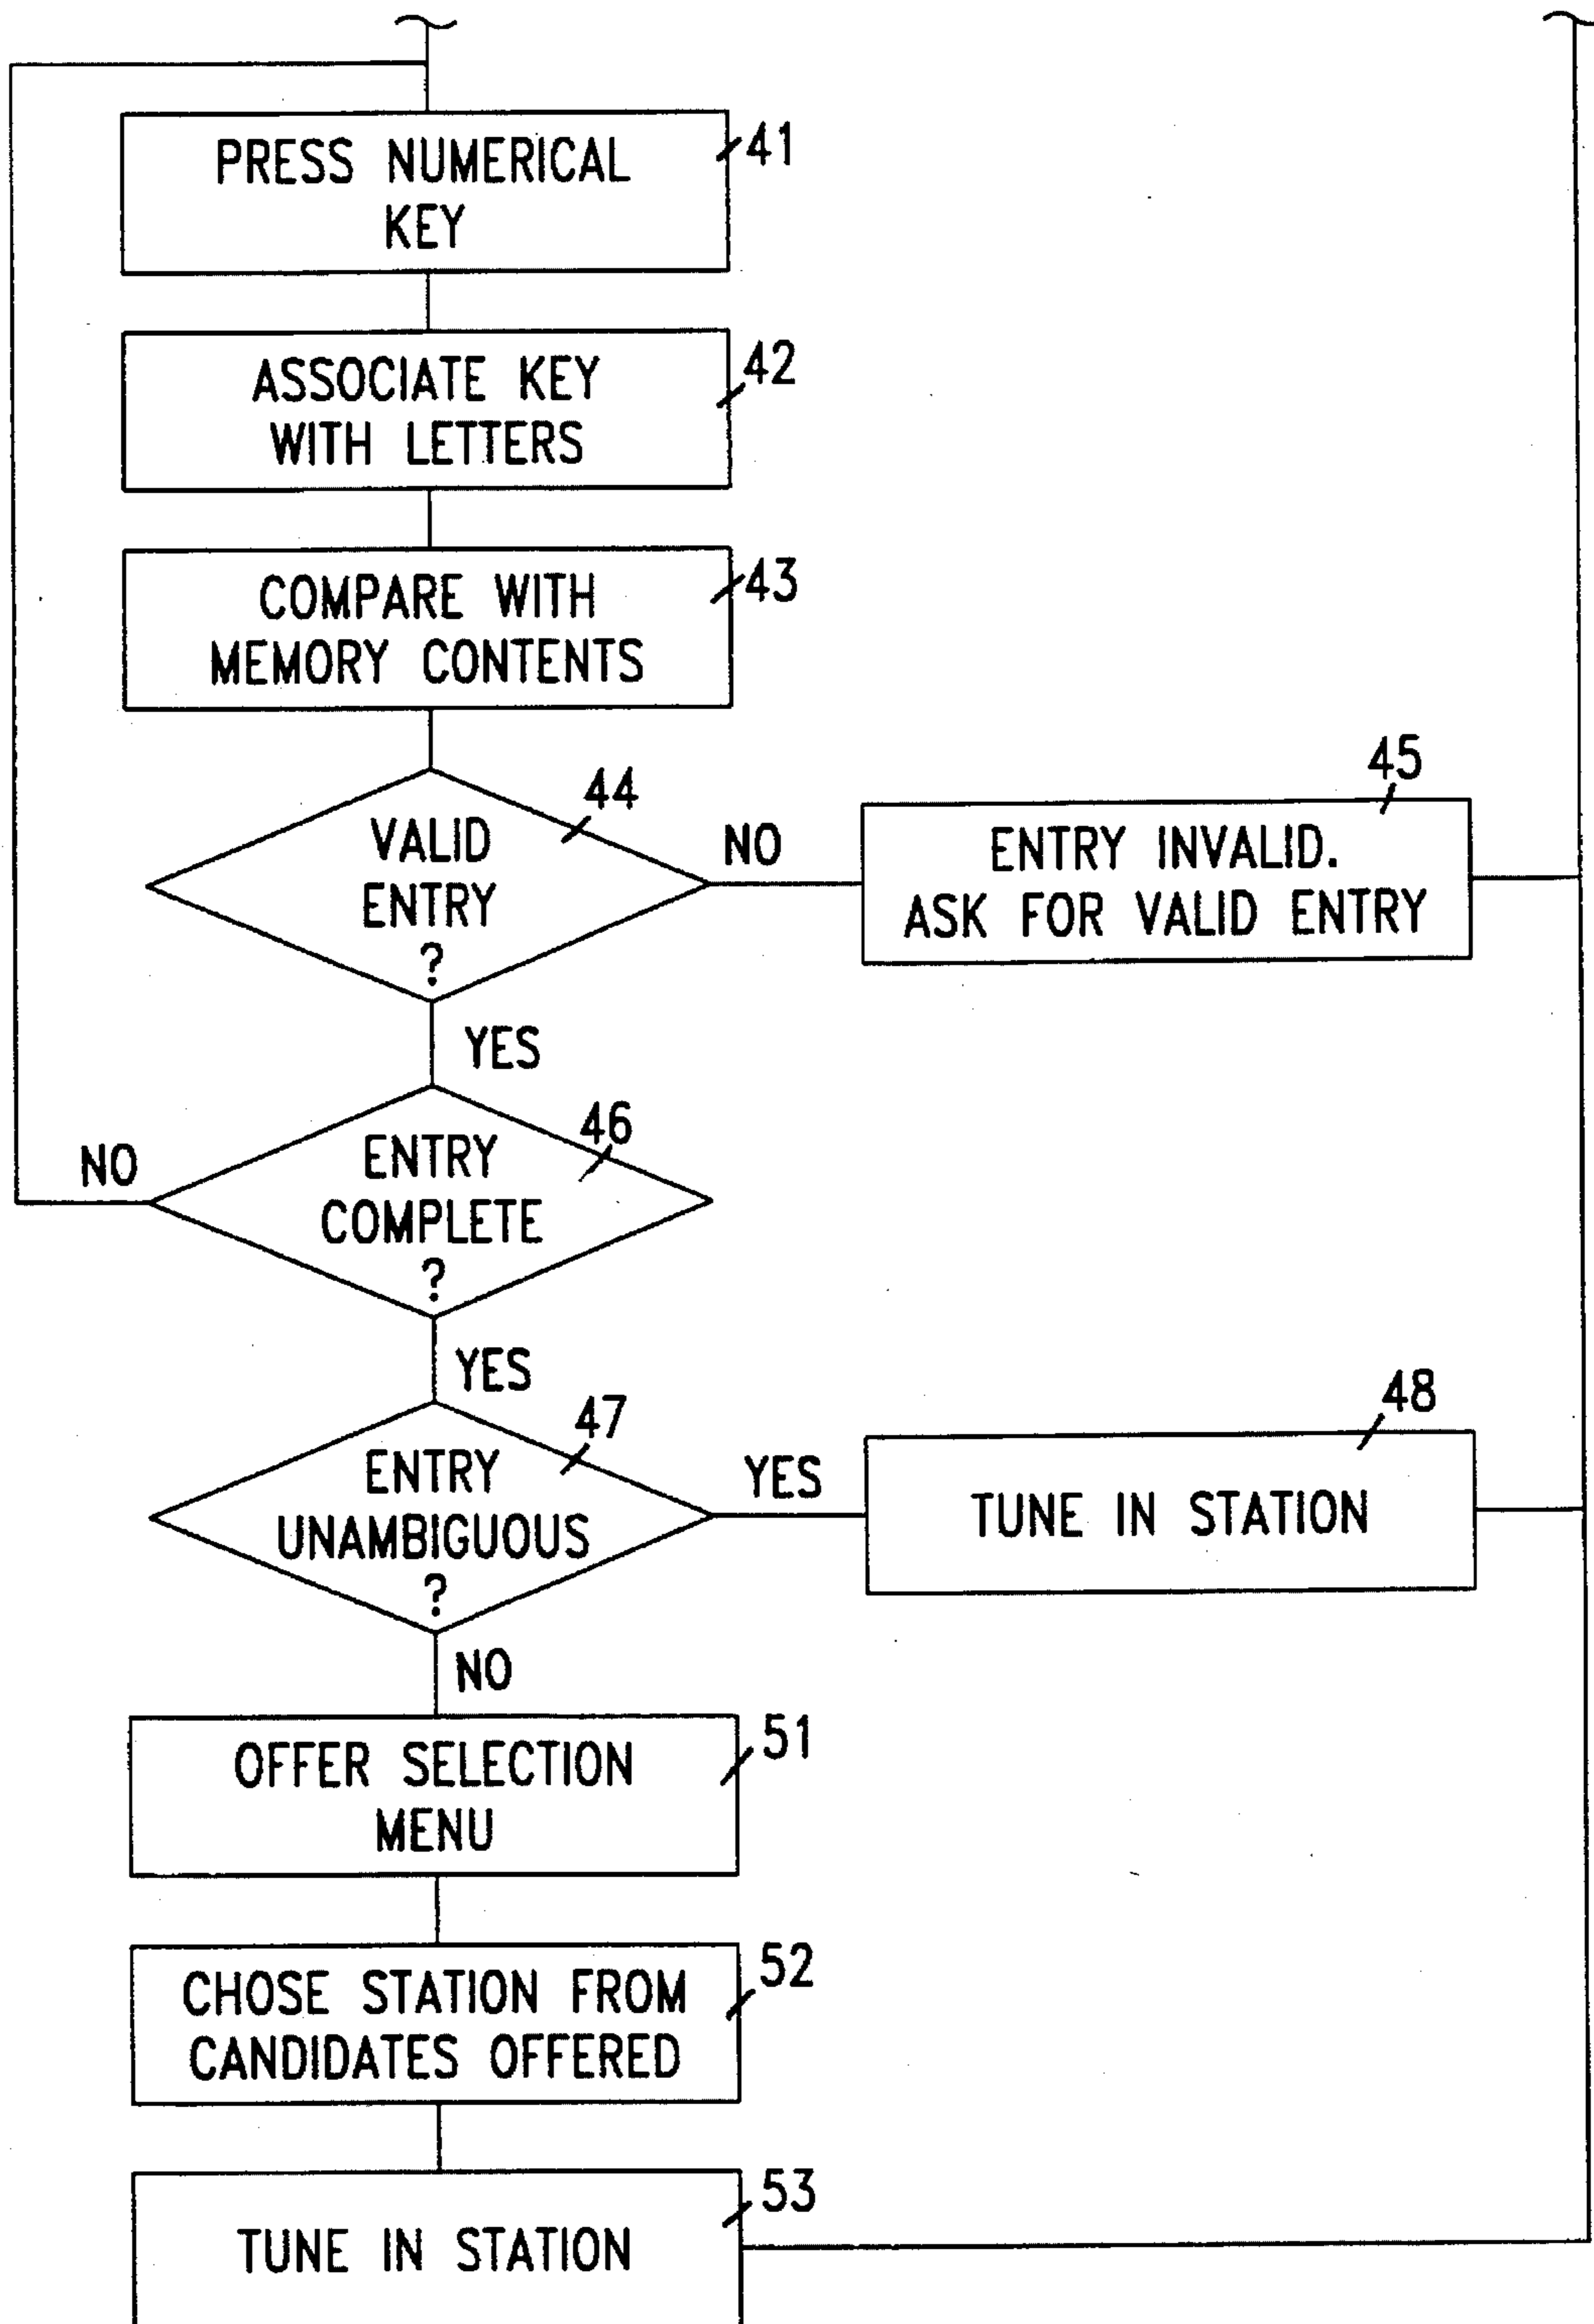 PRESS NUMERICAL
KEY
41
ASSOCIATE KEY
WITH LETTERS
42
COMPARE WITH
MEMORY CONTENTS
43
VALID
ENTRY
?
44
NO
ENTRY INVALID.
ASK FOR VALID ENTRY
45
YES
ENTRY
COMPLETE
?
46
NO
YES
ENTRY
UNAMBIGUOUS
?
47
YES
TUNE IN STATION
48
NO
OFFER SELECTION
MENU
51
CHOSE STATION FROM
CANDIDATES OFFERED
52
TUNE IN STATION
53